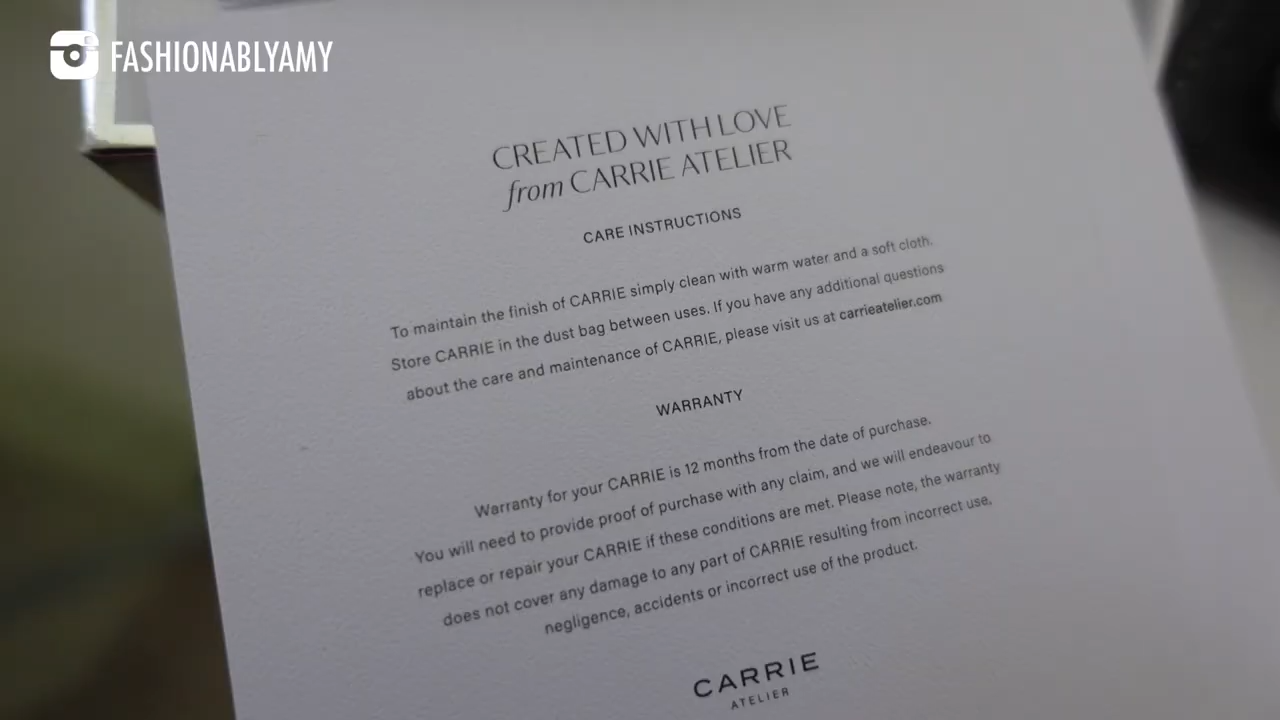 FASHIONABLYAMY
CREATED WITH LOVE
from CARRIE ATELIER
CARE INSTRUCTIONS
To maintain the finish of CARRIE simply clean with warm water and a soft cloth.
Store CARRIE in the dust bag between uses. If you have any additional questions
about the care and maintenance of CARRIE, please visit us at carrieatelier.com
WARRANTY
Warranty for your CARRIE is 12 months from the date of purchase.
You will need to provide proof of purchase with any claim, and we will endeavour to
replace or repair your CARRIE if these conditions are met. Please note, the warranty
does not cover any damage to any part of CARRIE resulting from incorrect use,
negligence, accidents or incorrect use of the product.
CARRIE
ATELIER